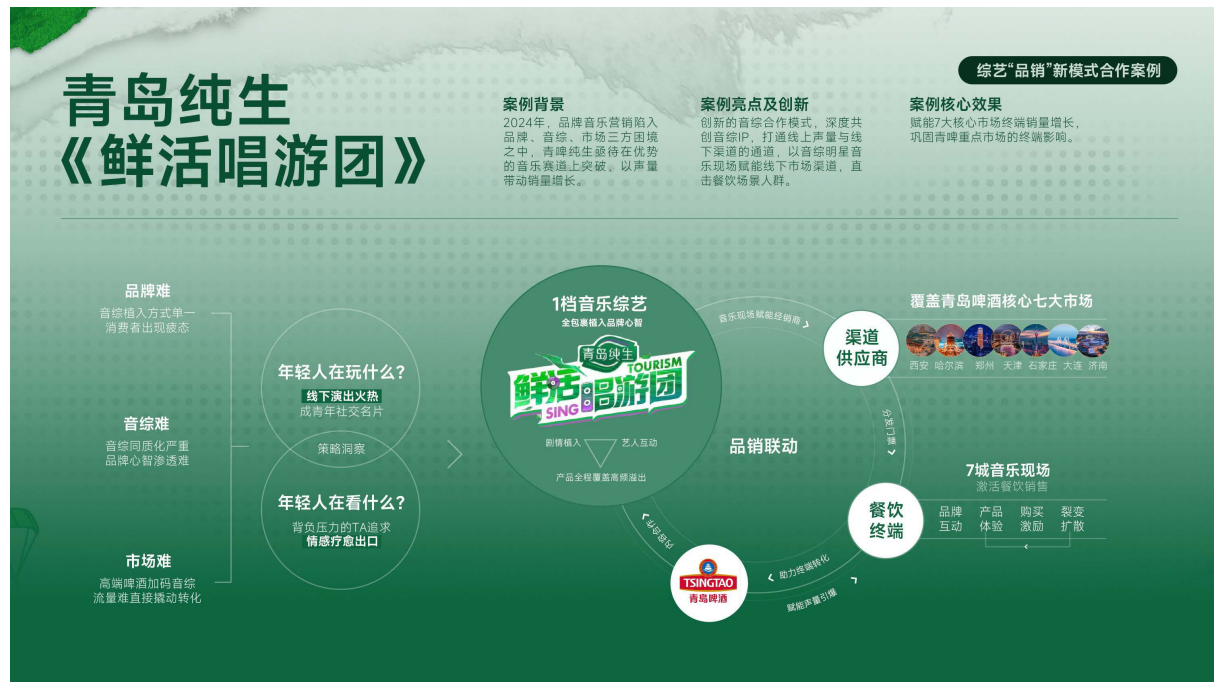 综艺“品销”新模式合作案例
青岛纯生
《鲜活唱游团》
案例背景
2024年，品牌音乐营销陷入
品牌、音综、市场三方困境
之中，青啤纯生亟待在优势
的音乐赛道上突破，以声量
带动销量增长。
案例亮点及创新
创新的音综合作模式，深度共
创音综IP，打通线上声量与线
下渠道的通道，以音综明星音
乐现场赋能线下市场渠道，直
击餐饮场景人群。
案例核心效果
赋能7大核心市场终端销量增长，
巩固青啤重点市场的终端影响。
品牌难
音综植入方式单一
消费者出现疲态
音综难
音综同质化严重
品牌心智渗透难
市场难
高端啤酒加码音综
流量难直接撬动转化
年轻人在玩什么？
线下演出火热
成青年社交名片
策略洞察
年轻人在看什么？
背负压力的TA追求
情感疗愈出口
1档音乐综艺
全包裹植入品牌心智
青岛纯生
鲜活唱游团
TOURISM
SING
剧情植入
艺人互动
产品全程覆盖高频溢出
音乐现场赋能经销商
渠道
供应商
覆盖青岛啤酒核心七大市场
西安 哈尔滨 郑州 天津 石家庄 大连 济南
分发门票
品销联动
7城音乐现场
激活餐饮销售
餐饮
终端
品牌 产品 购买 裂变
互动 体验 激励 扩散
内容合作
TSINGTAO
青岛啤酒
助力终端转化
赋能声量引爆